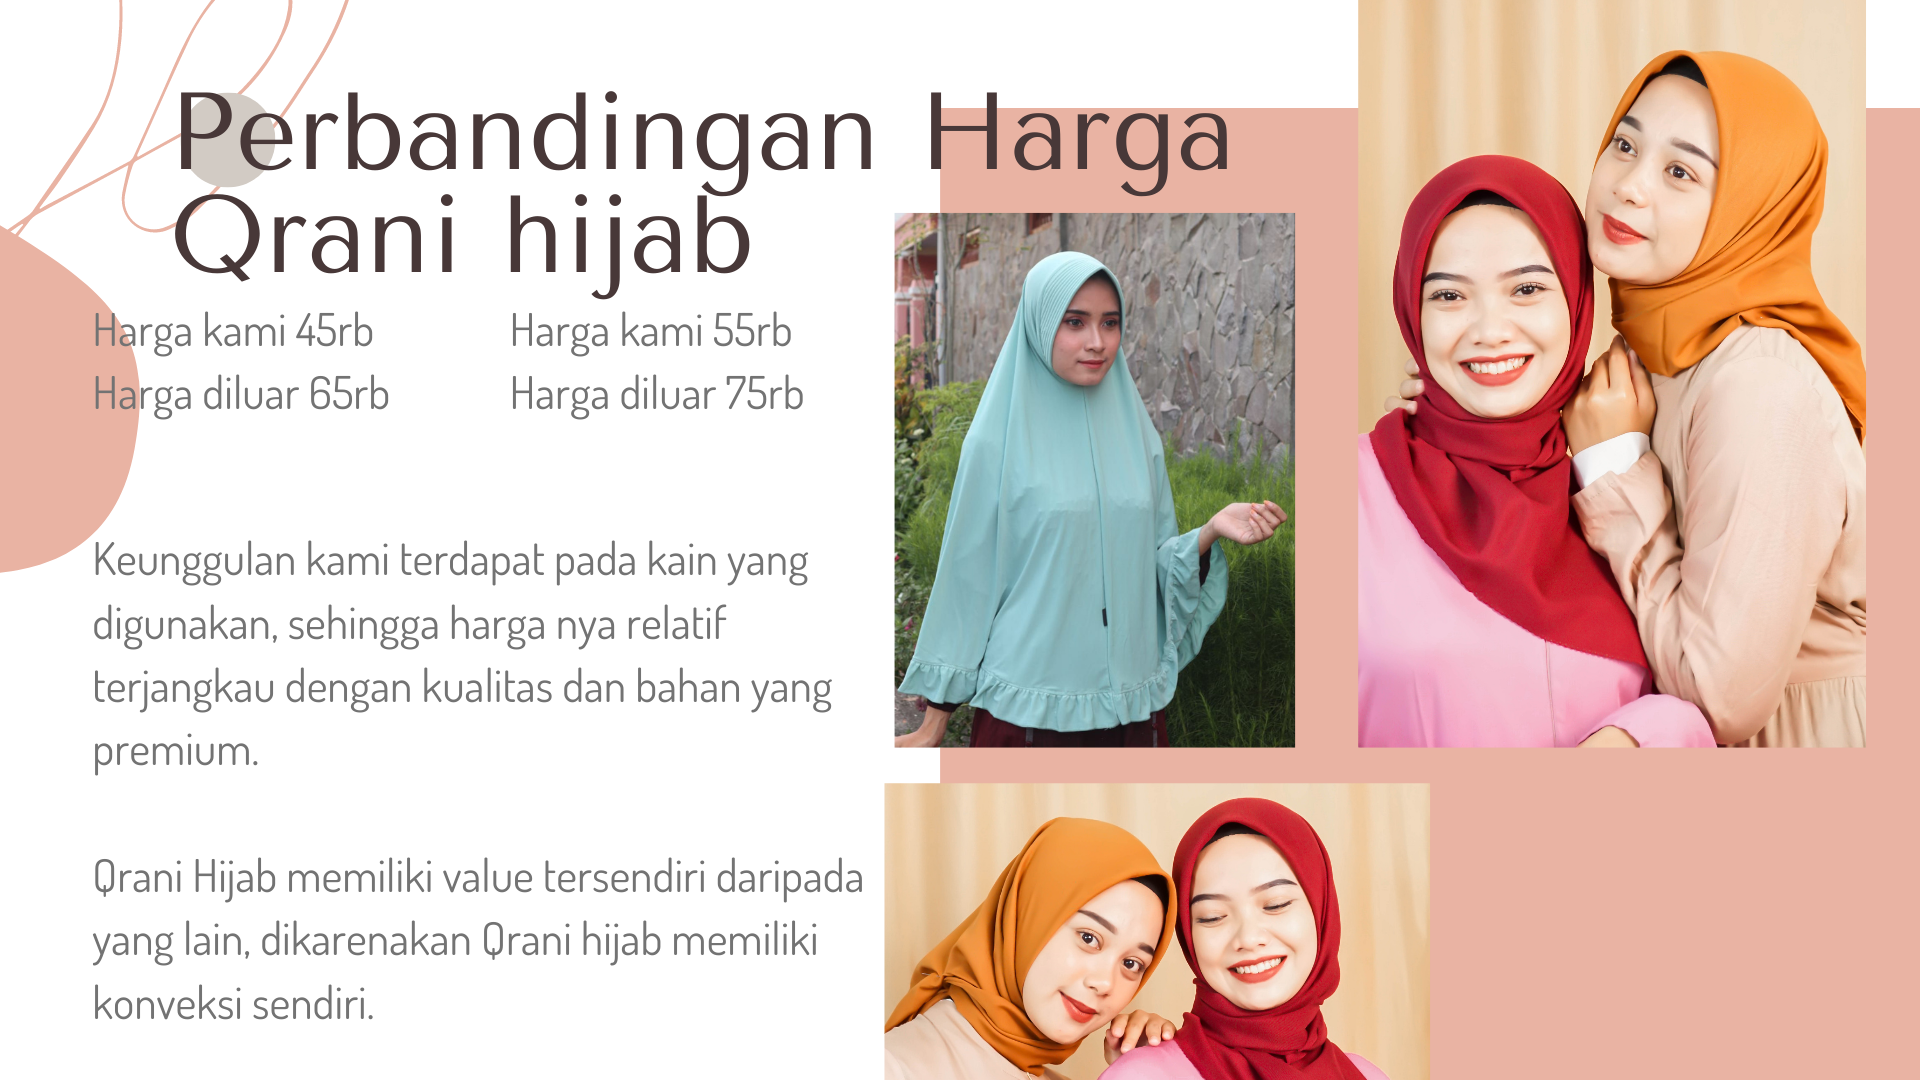 Perbandingan Harga
Qrani hijab
Harga kami 45rb
Harga diluar 65rb
Harga kami 55rb
Harga diluar 75rb
Keunggulan kami terdapat pada kain yang
digunakan, sehingga harga nya relatif
terjangkau dengan kualitas dan bahan yang
premium.
Qrani Hijab memiliki value tersendiri daripada
yang lain, dikarenakan Qrani hijab memiliki
konveksi sendiri.